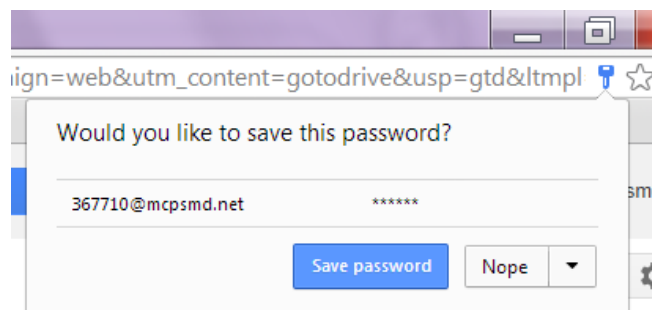 ign=web&utm_content=gotodrive&usp=gtd&ltmpl
Would you like to save this password?
367710@mcpsmd.net ******
Save password Nope
sm